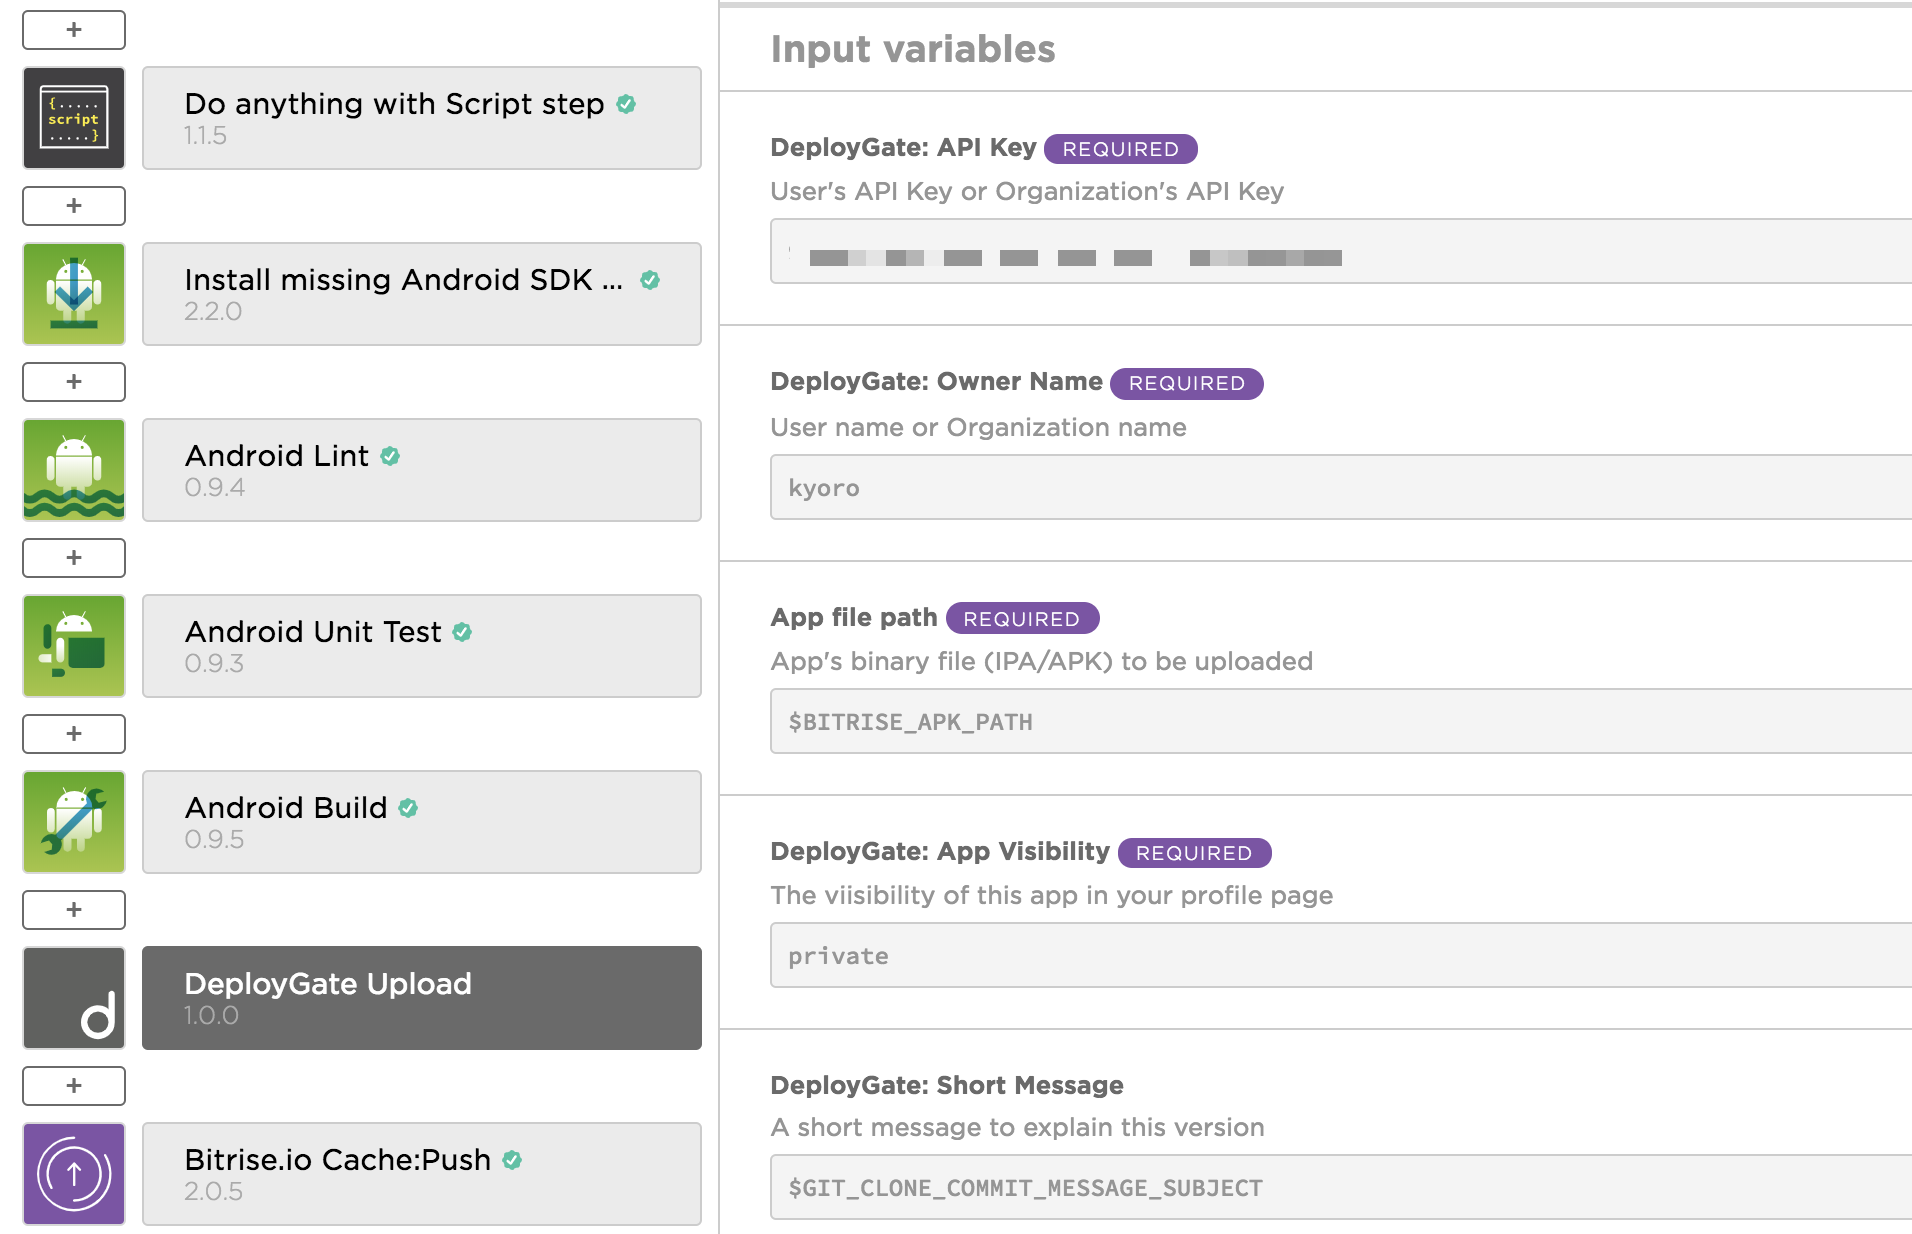 +
{.....
script
.....}
Do anything with Script step
1.1.5
+
Install missing Android SDK ...
2.2.0
+
Android Lint
0.9.4
+
Android Unit Test
0.9.3
+
Android Build
0.9.5
+
d
DeployGate Upload
1.0.0
+
Bitrise.io Cache:Push
2.0.5
Input variables
DeployGate: API Key REQUIRED
User's API Key or Organization's API Key
DeployGate: Owner Name REQUIRED
User name or Organization name
kyoro
App file path REQUIRED
App's binary file (IPA/APK) to be uploaded
$BITRISE_APK_PATH
DeployGate: App Visibility REQUIRED
The viisibility of this app in your profile page
private
DeployGate: Short Message
A short message to explain this version
$GIT_CLONE_COMMIT_MESSAGE_SUBJECT